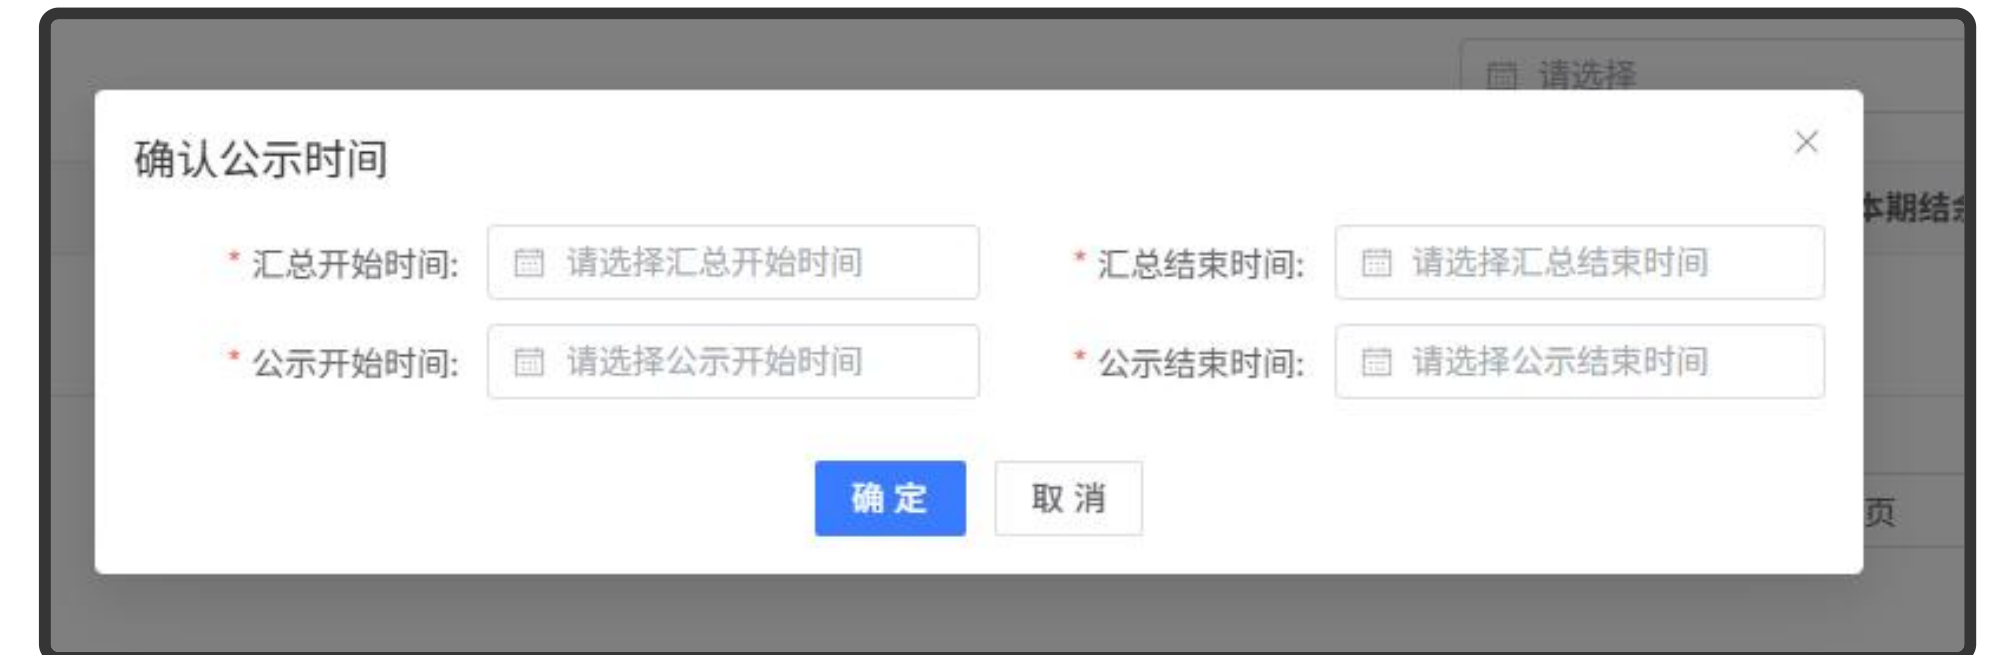 请选择
确认公示时间
本期结
* 汇总开始时间: 请选择汇总开始时间 * 汇总结束时间: 请选择汇总结束时间
* 公示开始时间: 请选择公示开始时间 * 公示结束时间: 请选择公示结束时间
确 定 取 消
页